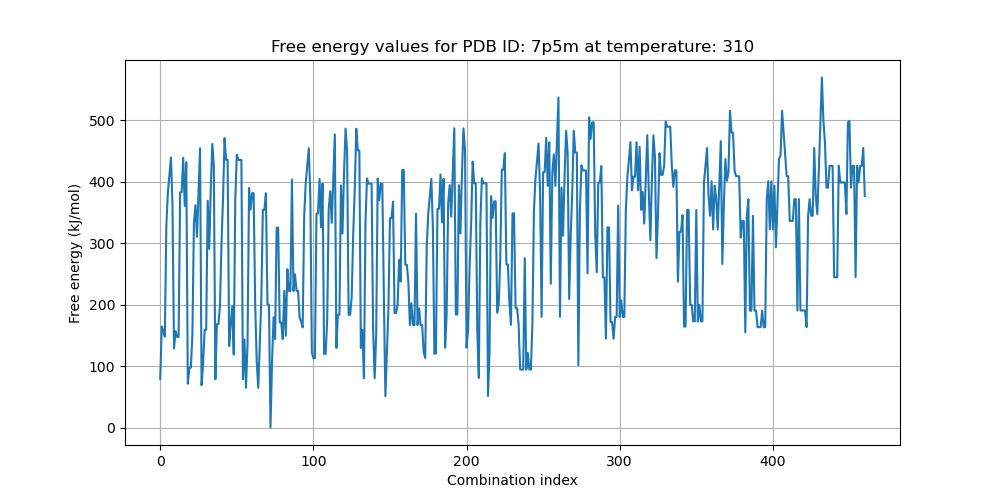 Free energy values for PDB ID: 7p5m at temperature: 310
Free energy (kJ/mol)
500
400
300
200
100
0
0 100 200 300 400
Combination index